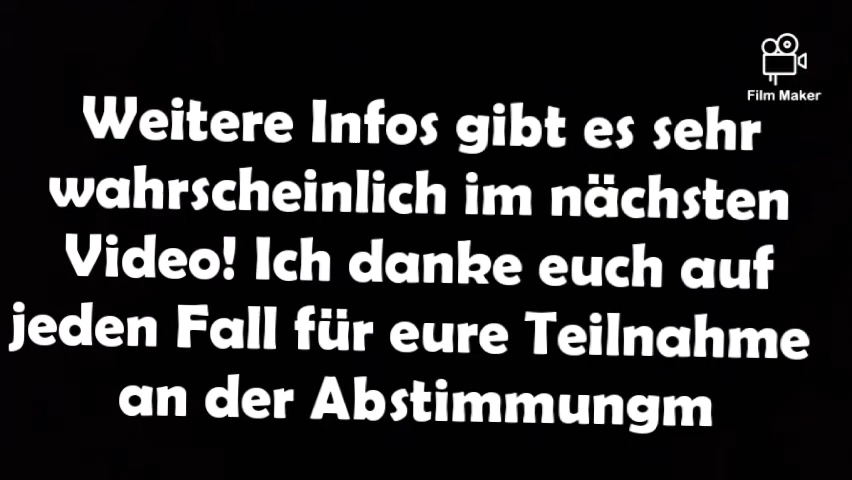 Film Maker
Weitere Infos gibt es sehr
wahrscheinlich im nächsten
Video! Ich danke euch auf
jeden Fall für eure Teilnahme
an der Abstimmungm